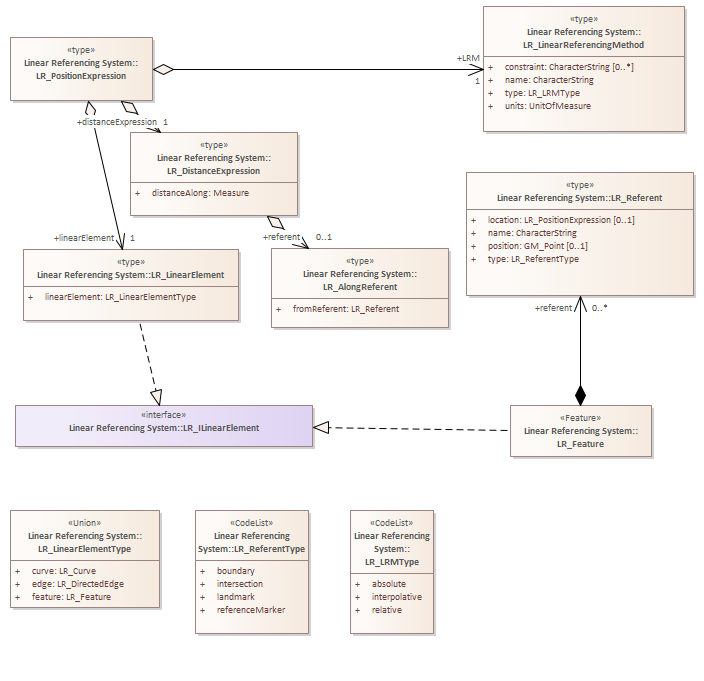 «type»
Linear Referencing System::
LR_PositionExpression
+LRM
1
«type»
Linear Referencing System::
LR_LinearReferencingMethod
+ constraint: CharacterString [0..*]
+ name: CharacterString
+ type: LR_LRMType
+ units: UnitOfMeasure
+distanceExpression 1
«type»
Linear Referencing System::
LR_DistanceExpression
+ distanceAlong: Measure
«type»
Linear Referencing System::LR_Referent
+ location: LR_PositionExpression [0..1]
+ name: CharacterString
+ position: GM_Point [0..1]
+ type: LR_ReferentType
+linearElement 1
+referent 0..1
«type»
Linear Referencing System::LR_LinearElement
+ linearElement: LR_LinearElementType
«type»
Linear Referencing System::
LR_AlongReferent
+ fromReferent: LR_Referent
+referent 0..*
«interface»
Linear Referencing System::LR_ILinearElement
«Feature»
Linear Referencing System::
LR_Feature
«Union»
Linear Referencing System::
LR_LinearElementType
+ curve: LR_Curve
+ edge: LR_DirectedEdge
+ feature: LR_Feature
«CodeList»
Linear Referencing
System::LR_ReferentType
+ boundary
+ intersection
+ landmark
+ referenceMarker
«CodeList»
Linear Referencing
System::
LR_LRMType
+ absolute
+ interpolative
+ relative